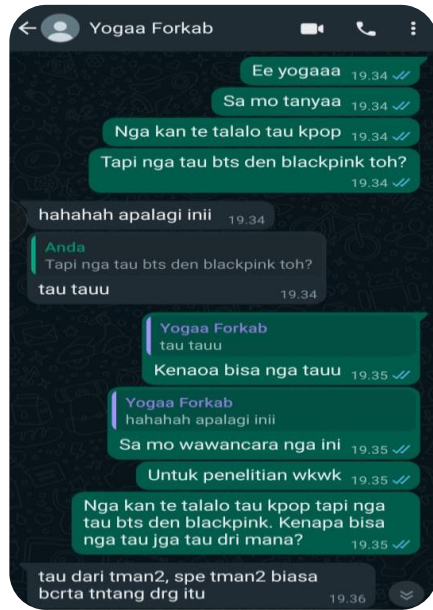 Yogaa Forkab
Ee yogaaa 19.34
Sa mo tanyaa 19.34
Nga kan te talalo tau kpop 19.34
Tapi nga tau bts den blackpink toh?
19.34
hahahah apalagi inii 19.34
Anda
Tapi nga tau bts den blackpink toh?
tau tauu 19.34
Yogaa Forkab
tau tauu
Kenaoa bisa nga tauu 19.35
Yogaa Forkab
hahahah apalagi inii
Sa mo wawancara nga ini 19.35
Untuk penelitian wkwk 19.35
Nga kan te talalo tau kpop tapi nga
tau bts den blackpink. Kenapa bisa
nga tau jga tau dri mana? 19.35
tau dari tman2, spe tman2 biasa
bcrta tntang drg itu 19.36